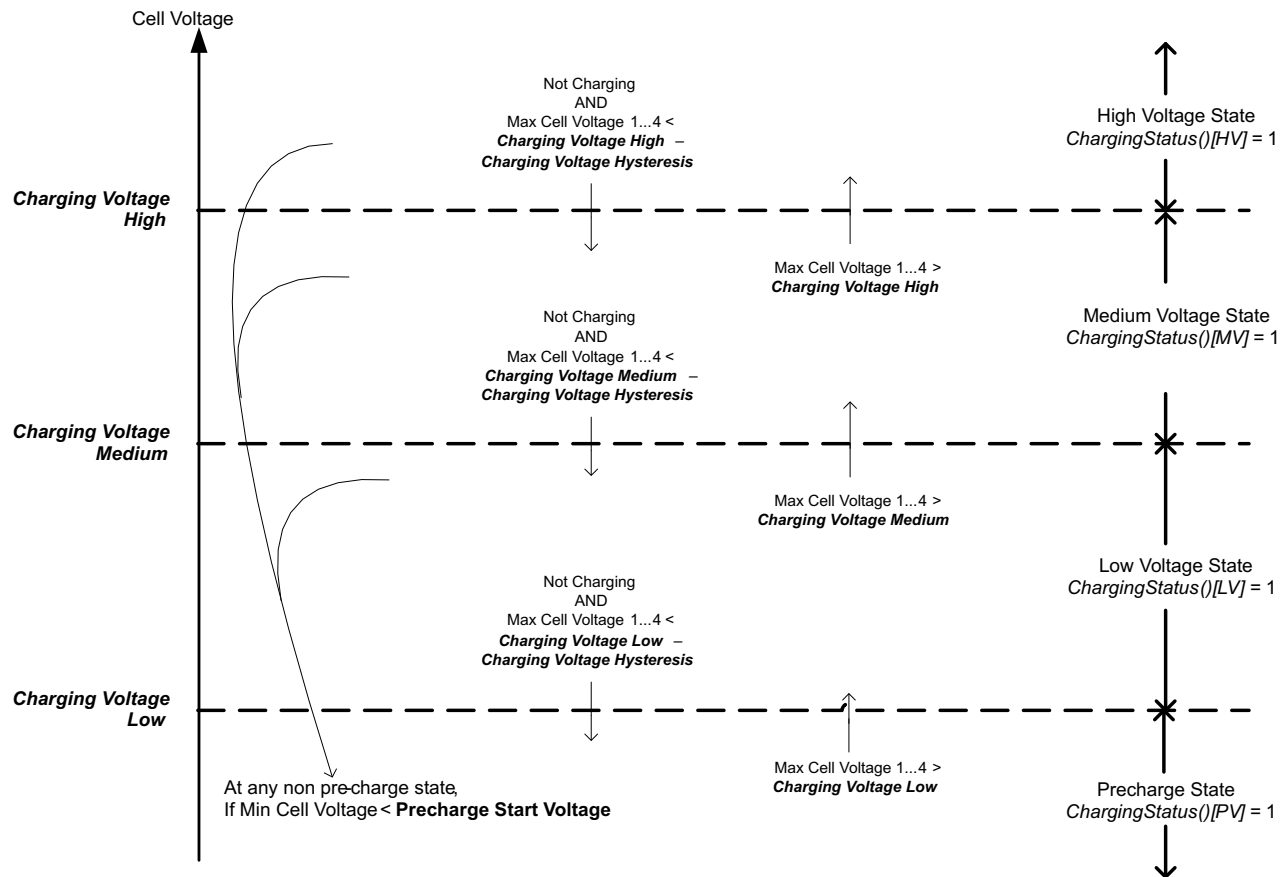 Cell Voltage
Not Charging
AND
Max Cell Voltage 1...4 <
Charging Voltage High –
Charging Voltage Hysteresis
High Voltage State
ChargingStatus()[HV] = 1
Charging Voltage
High
Max Cell Voltage 1...4 >
Charging Voltage High
Not Charging
AND
Max Cell Voltage 1...4 <
Charging Voltage Medium –
Charging Voltage Hysteresis
Medium Voltage State
ChargingStatus()[MV] = 1
Charging Voltage
Medium
Max Cell Voltage 1...4 >
Charging Voltage Medium
Not Charging
AND
Max Cell Voltage 1...4 <
Charging Voltage Low –
Charging Voltage Hysteresis
Low Voltage State
ChargingStatus()[LV] = 1
Charging Voltage
Low
Max Cell Voltage 1...4 >
Charging Voltage Low
At any non pre-charge state,
If Min Cell Voltage < Precharge Start Voltage
Precharge State
ChargingStatus()[PV] = 1